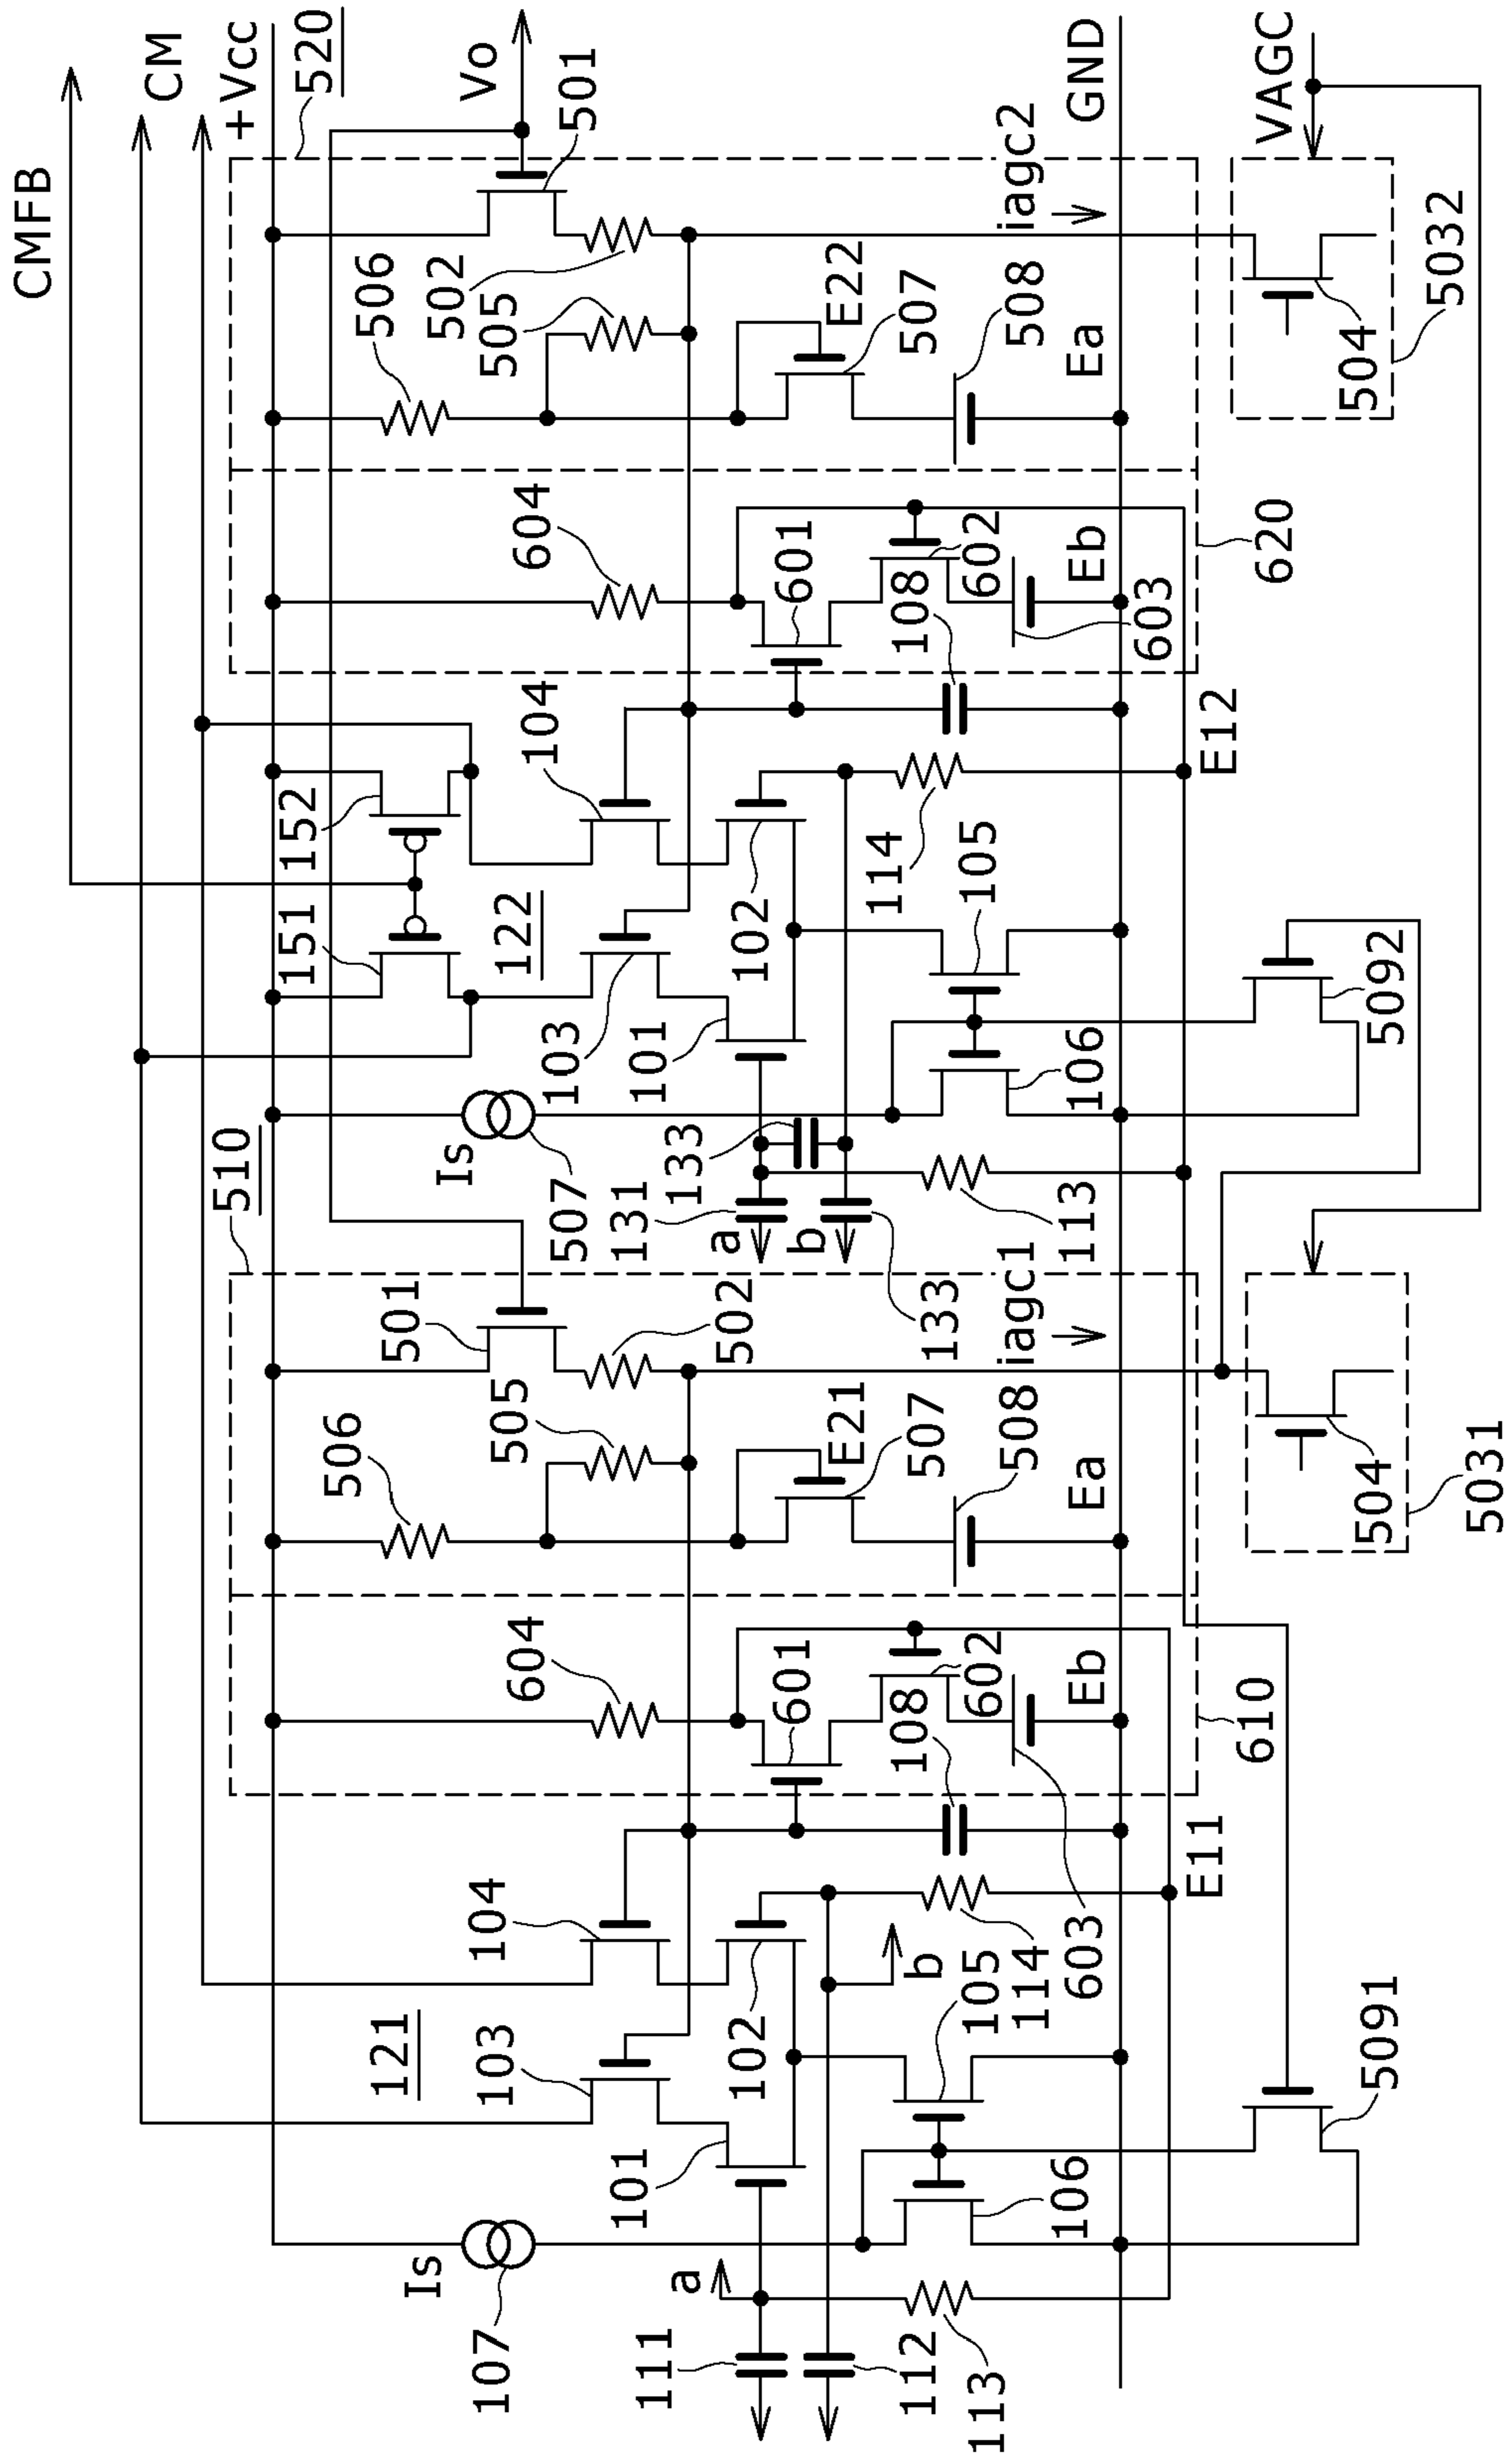 CMFB
CM
+Vcc
520
Vo
501
506
502
505
E22
507
508
Ea
iagc2
GND
VAGC
504
5032
604
601
108
602
Eb
603
620
104
152
151
122
103
101
102
114
105
E12
106
5092
Is
507
510
131
133
a
b
113
133
iagc1
501
502
505
506
E21
507
508
Ea
504
5031
604
601
108
602
Eb
610
603
E11
104
121
103
102
101
b
105
114
106
5091
Is
107
a
111
112
113